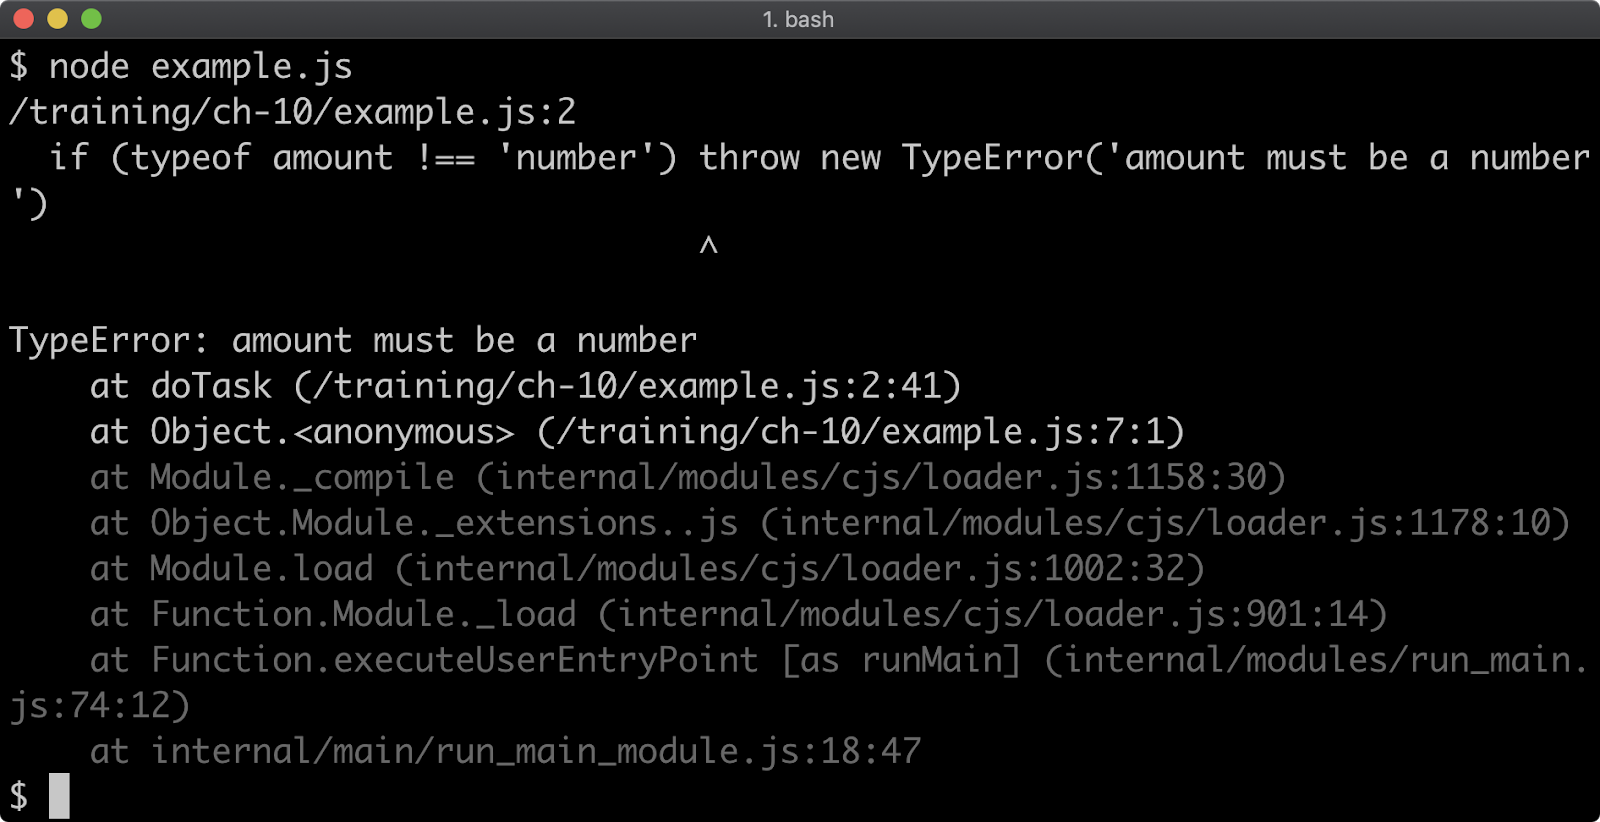 1. bash
$ node example.js
/training/ch-10/example.js:2
  if (typeof amount !== 'number') throw new TypeError('amount must be a number
')
                                  ^
TypeError: amount must be a number
    at doTask (/training/ch-10/example.js:2:41)
    at Object.<anonymous> (/training/ch-10/example.js:7:1)
    at Module._compile (internal/modules/cjs/loader.js:1158:30)
    at Object.Module._extensions..js (internal/modules/cjs/loader.js:1178:10)
    at Module.load (internal/modules/cjs/loader.js:1002:32)
    at Function.Module._load (internal/modules/cjs/loader.js:901:14)
    at Function.executeUserEntryPoint [as runMain] (internal/modules/run_main.
js:74:12)
    at internal/main/run_main_module.js:18:47
$